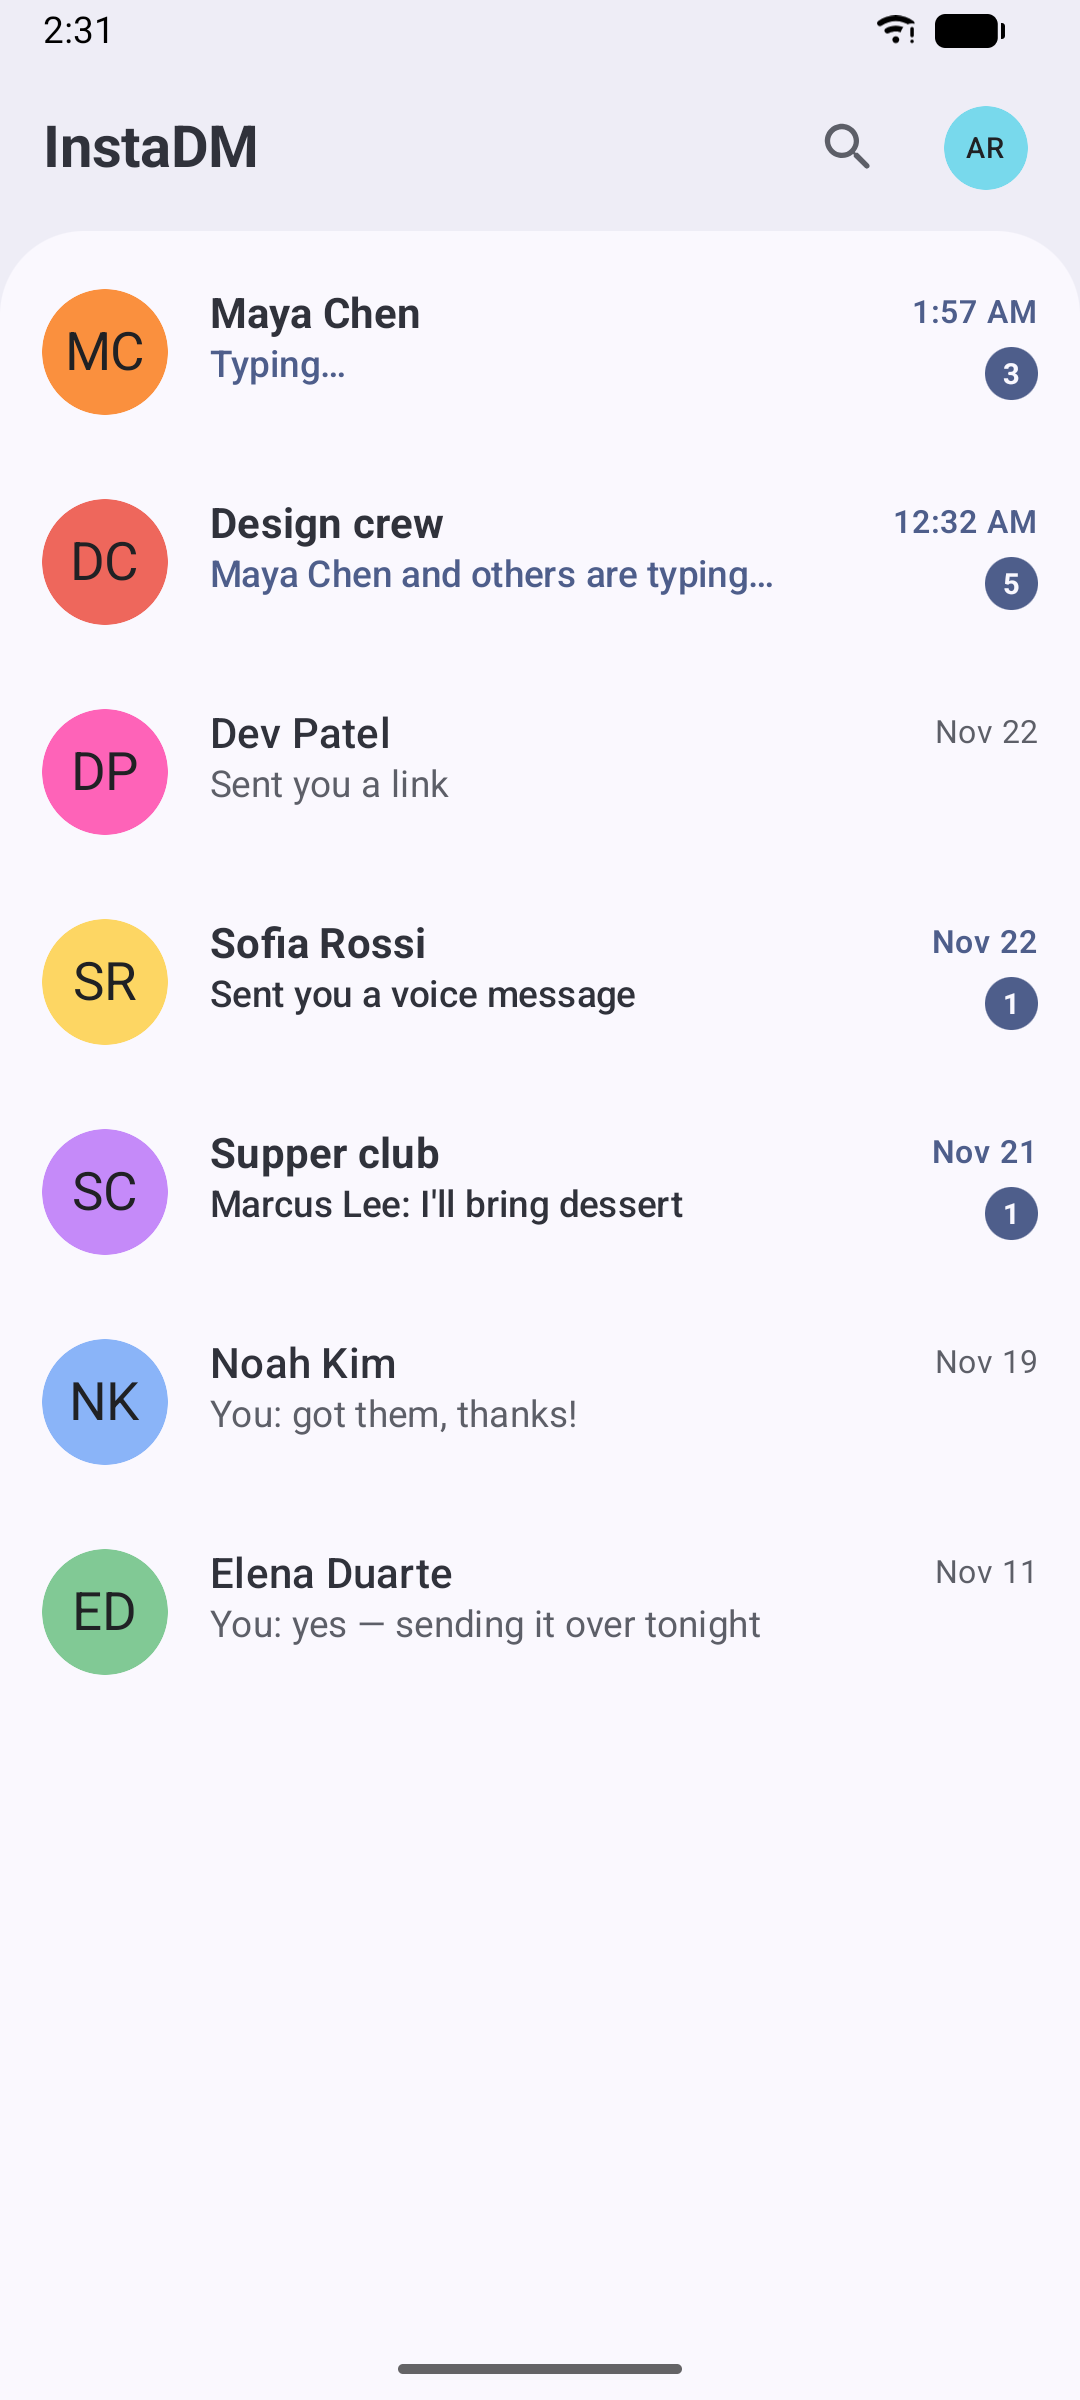 2:31
InstaDM
AR
MC
Maya Chen
1:57 AM
Typing…
3
DC
Design crew
12:32 AM
Maya Chen and others are typing…
5
DP
Dev Patel
Nov 22
Sent you a link
SR
Sofia Rossi
Nov 22
Sent you a voice message
1
SC
Supper club
Nov 21
Marcus Lee: I'll bring dessert
1
NK
Noah Kim
Nov 19
You: got them, thanks!
ED
Elena Duarte
Nov 11
You: yes — sending it over tonight